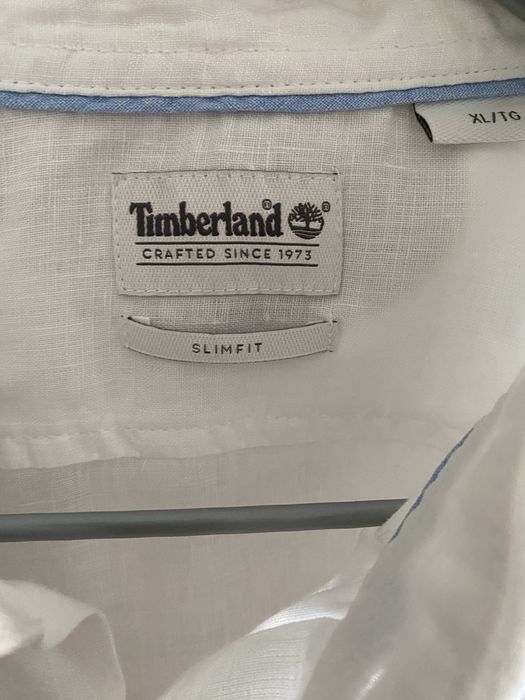 XL/TG
Timberland®®
CRAFTED SINCE 1973
SLIMFIT